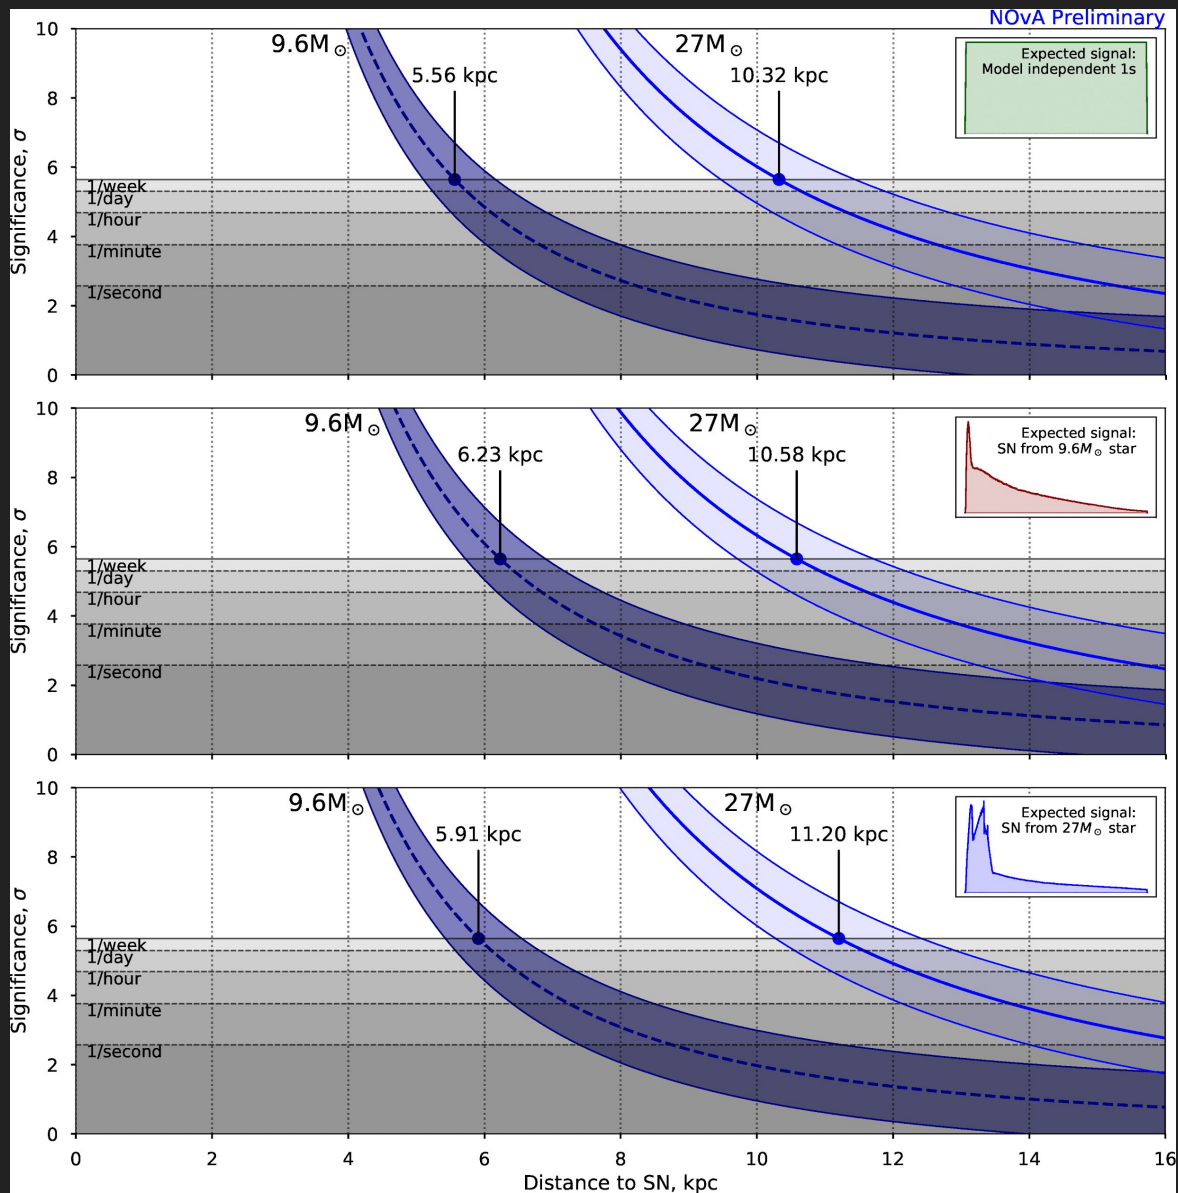 NOvA Preliminary
9.6M⊙
27M⊙
5.56 kpc
10.32 kpc
Expected signal:
Model independent 1s
10
8
6
4
2
0
Significance, σ
1/week
1/day
1/hour
1/minute
1/second
9.6M⊙
27M⊙
6.23 kpc
10.58 kpc
Expected signal:
SN from 9.6M⊙ star
10
8
6
4
2
0
Significance, σ
1/week
1/day
1/hour
1/minute
1/second
9.6M⊙
27M⊙
5.91 kpc
11.20 kpc
Expected signal:
SN from 27M⊙ star
10
8
6
4
2
0
Significance, σ
1/week
1/day
1/hour
1/minute
1/second
0 2 4 6 8 10 12 14 16
Distance to SN, kpc